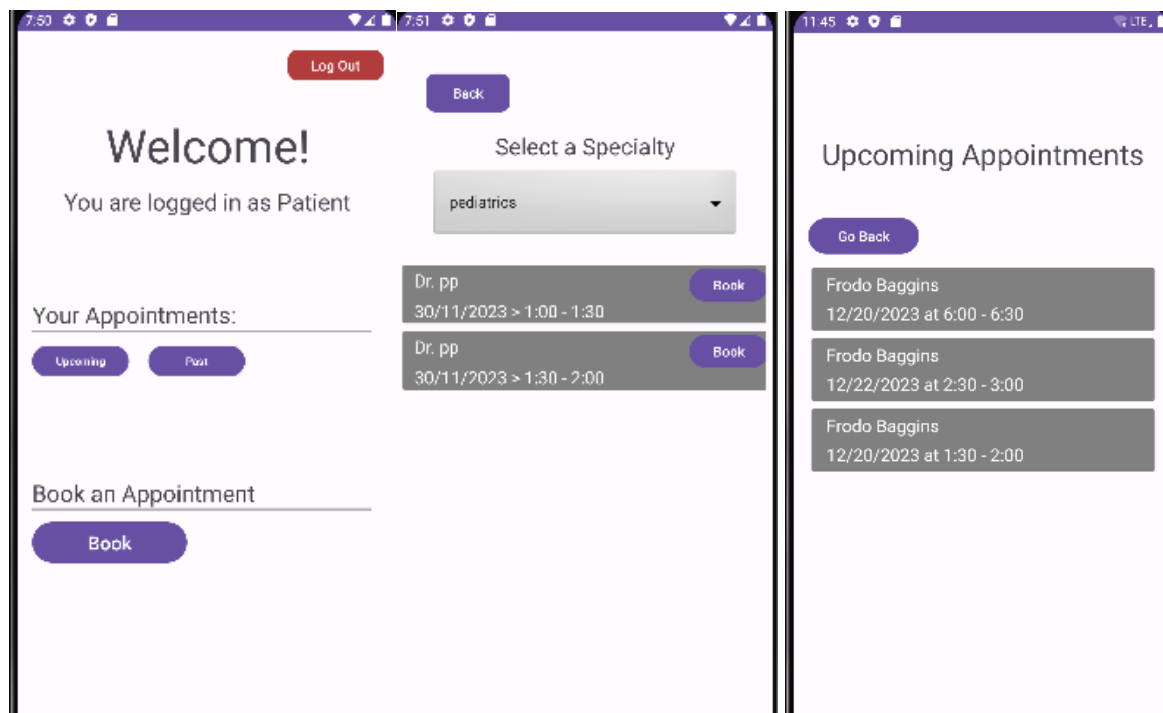 7:50
Log Out
Welcome!
You are logged in as Patient
Your Appointments:
Upcoming
Past
Book an Appointment
Book
7:51
Back
Select a Specialty
pediatrics
Dr. pp
Book
30/11/2023 > 1:00 - 1:30
Dr. pp
Book
30/11/2023 > 1:30 - 2:00
11:45
LTE
Upcoming Appointments
Go Back
Frodo Baggins
12/20/2023 at 6:00 - 6:30
Frodo Baggins
12/22/2023 at 2:30 - 3:00
Frodo Baggins
12/20/2023 at 1:30 - 2:00